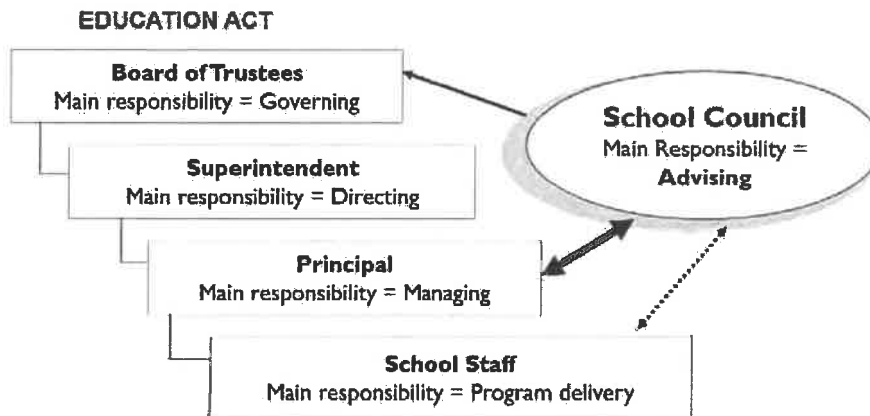 EDUCATION ACT
Board of Trustees
Main responsibility = Governing
School Council
Main Responsibility =
Advising
Superintendent
Main responsibility = Directing
Principal
Main responsibility = Managing
School Staff
Main responsibility = Program delivery